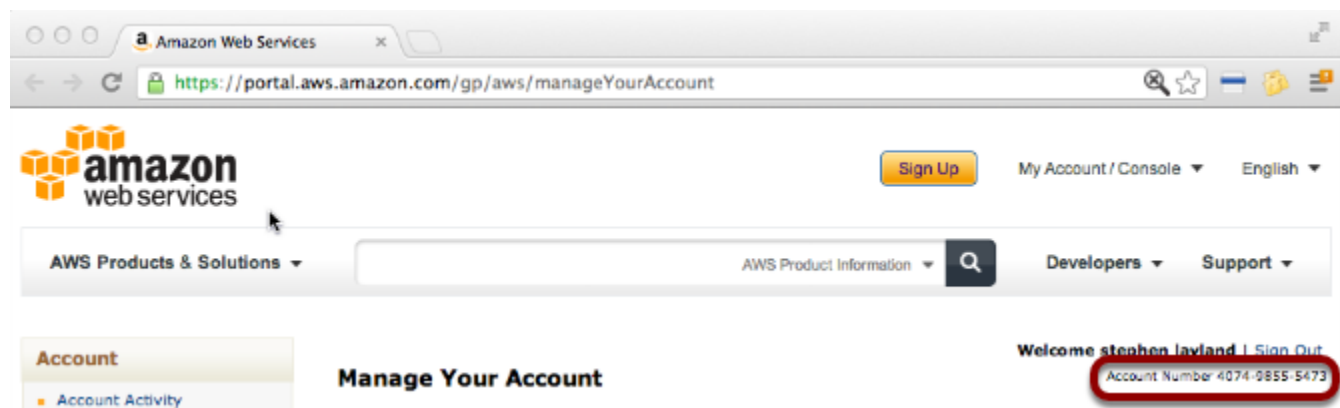 Amazon Web Services
https://portal.aws.amazon.com/gp/aws/manageYourAccount
amazon
web services
Sign Up
My Account / Console
English
AWS Products & Solutions
AWS Product Information
Developers
Support
Account
Welcome stephen layland | Sign Out
Manage Your Account
Account Number 4074-9855-5473
Account Activity